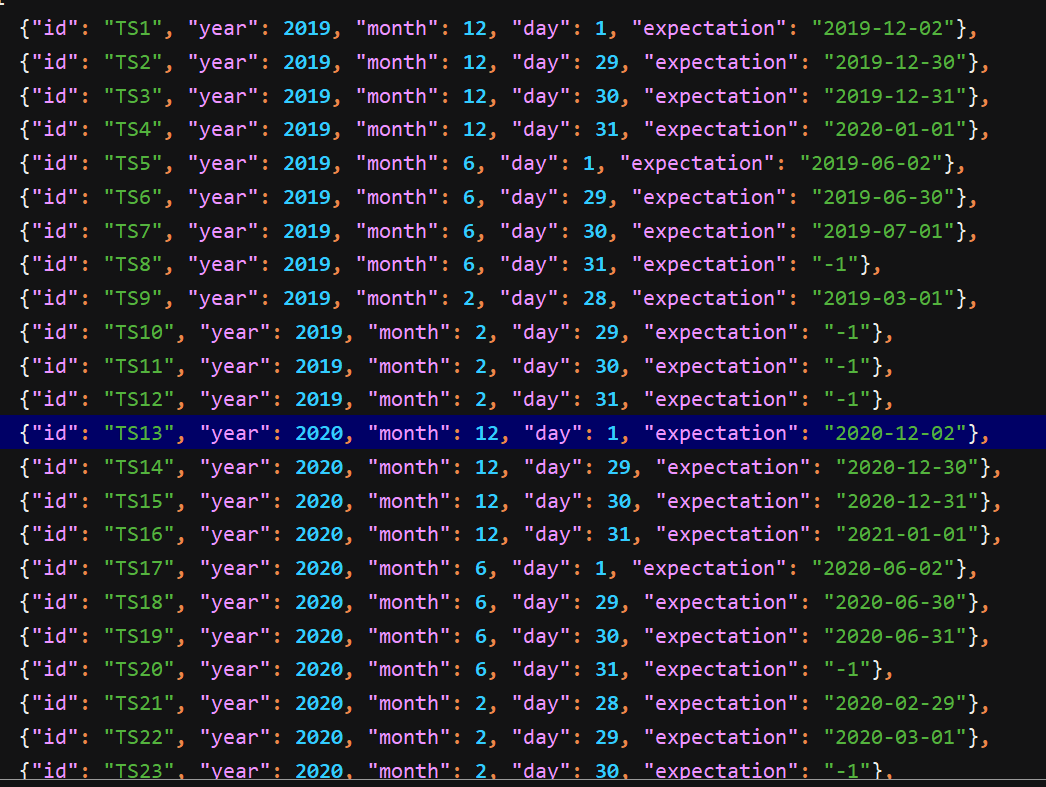 {"id": "TS1", "year": 2019, "month": 12, "day": 1, "expectation": "2019-12-02"},
{"id": "TS2", "year": 2019, "month": 12, "day": 29, "expectation": "2019-12-30"},
{"id": "TS3", "year": 2019, "month": 12, "day": 30, "expectation": "2019-12-31"},
{"id": "TS4", "year": 2019, "month": 12, "day": 31, "expectation": "2020-01-01"},
{"id": "TS5", "year": 2019, "month": 6, "day": 1, "expectation": "2019-06-02"},
{"id": "TS6", "year": 2019, "month": 6, "day": 29, "expectation": "2019-06-30"},
{"id": "TS7", "year": 2019, "month": 6, "day": 30, "expectation": "2019-07-01"},
{"id": "TS8", "year": 2019, "month": 6, "day": 31, "expectation": "-1"},
{"id": "TS9", "year": 2019, "month": 2, "day": 28, "expectation": "2019-03-01"},
{"id": "TS10", "year": 2019, "month": 2, "day": 29, "expectation": "-1"},
{"id": "TS11", "year": 2019, "month": 2, "day": 30, "expectation": "-1"},
{"id": "TS12", "year": 2019, "month": 2, "day": 31, "expectation": "-1"},
{"id": "TS13", "year": 2020, "month": 12, "day": 1, "expectation": "2020-12-02"},
{"id": "TS14", "year": 2020, "month": 12, "day": 29, "expectation": "2020-12-30"},
{"id": "TS15", "year": 2020, "month": 12, "day": 30, "expectation": "2020-12-31"},
{"id": "TS16", "year": 2020, "month": 12, "day": 31, "expectation": "2021-01-01"},
{"id": "TS17", "year": 2020, "month": 6, "day": 1, "expectation": "2020-06-02"},
{"id": "TS18", "year": 2020, "month": 6, "day": 29, "expectation": "2020-06-30"},
{"id": "TS19", "year": 2020, "month": 6, "day": 30, "expectation": "2020-06-31"},
{"id": "TS20", "year": 2020, "month": 6, "day": 31, "expectation": "-1"},
{"id": "TS21", "year": 2020, "month": 2, "day": 28, "expectation": "2020-02-29"},
{"id": "TS22", "year": 2020, "month": 2, "day": 29, "expectation": "2020-03-01"},
{"id": "TS23", "year": 2020, "month": 2, "day": 30, "expectation": "-1"},